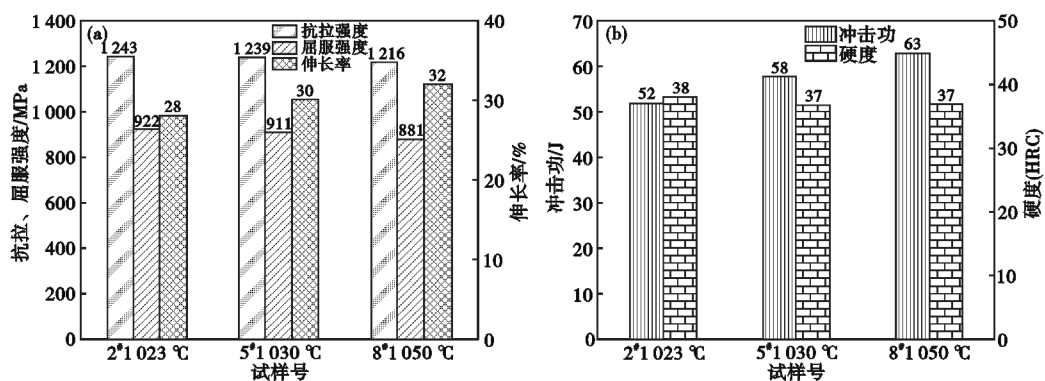 (a)
抗拉强度
屈服强度
伸长率
抗拉、屈服强度/MPa
1 400
1 200
1 000
800
600
400
200
0
1 243
922
28
1 239
911
30
1 216
881
32
40
30
20
10
0
伸长率/%
2#1 023 ℃
5#1 030 ℃
8#1 050 ℃
试样号
(b)
冲击功
硬度
冲击功/J
70
60
50
40
30
20
10
0
52
38
58
37
63
37
50
40
30
20
10
0
硬度(HRC)
2#1 023 ℃
5#1 030 ℃
8#1 050 ℃
试样号